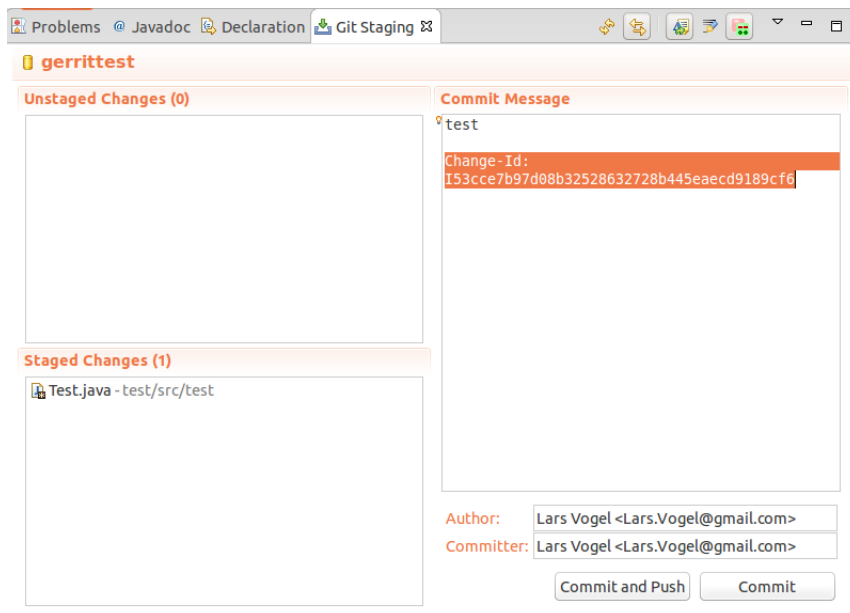 Problems @ Javadoc Declaration Git Staging
gerrittest
Unstaged Changes (0)
Commit Message
test
Change-Id:
I53cce7b97d08b32528632728b445eaecd9189cf6
Staged Changes (1)
Test.java - test/src/test
Author: Lars Vogel <Lars.Vogel@gmail.com>
Committer: Lars Vogel <Lars.Vogel@gmail.com>
Commit and Push Commit